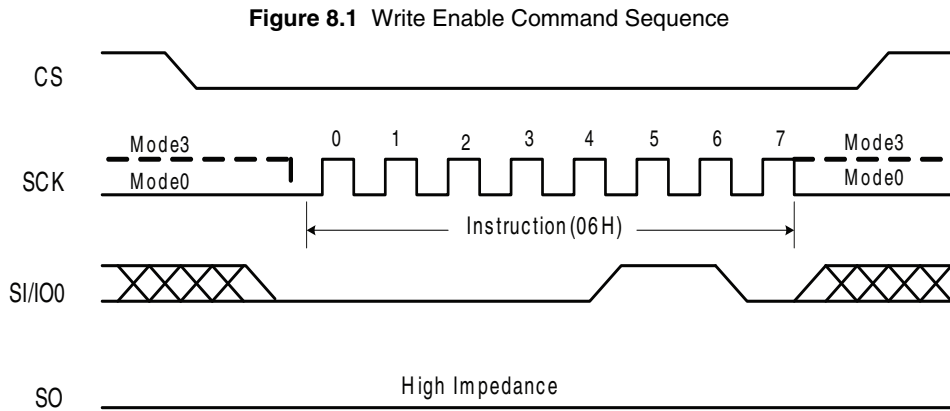 Figure 8.1 Write Enable Command Sequence
CS
0 1 2 3 4 5 6 7
Mode3 Mode3
SCK
Mode0 Mode0
Instruction (06H)
SI/IO0
High Impedance
SO